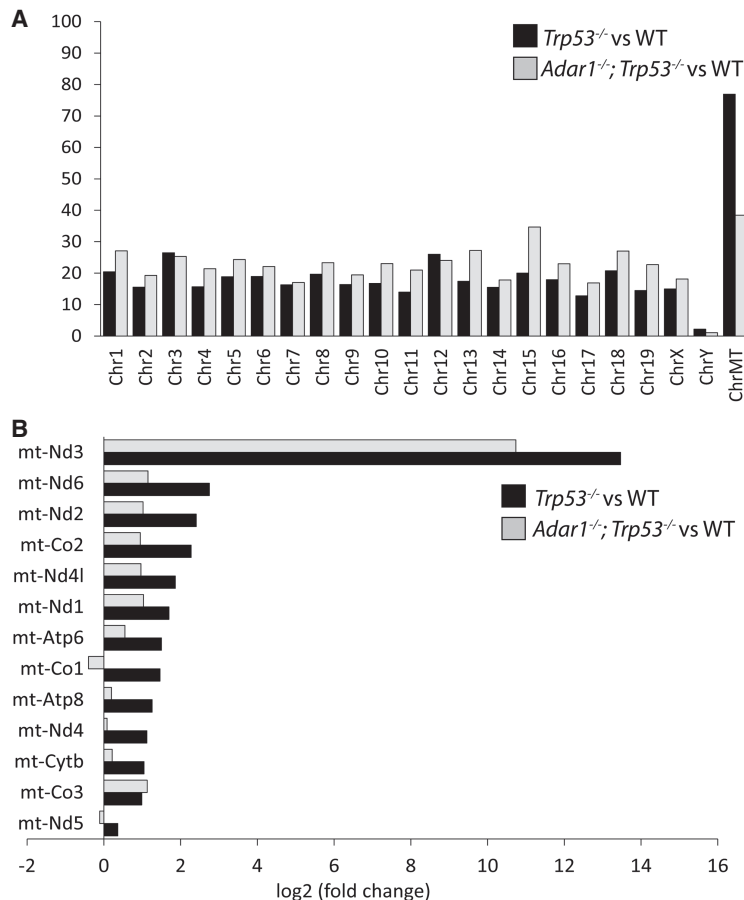 A
100
90
80
70
60
50
40
30
20
10
0
Trp53-/- vs WT
Adar1-/-; Trp53-/- vs WT
Chr1
Chr2
Chr3
Chr4
Chr5
Chr6
Chr7
Chr8
Chr9
Chr10
Chr11
Chr12
Chr13
Chr14
Chr15
Chr16
Chr17
Chr18
Chr19
ChrX
ChrY
ChrMT
B
mt-Nd3
mt-Nd6
mt-Nd2
mt-Co2
mt-Nd4l
mt-Nd1
mt-Atp6
mt-Co1
mt-Atp8
mt-Nd4
mt-Cytb
mt-Co3
mt-Nd5
Trp53-/- vs WT
Adar1-/-; Trp53-/- vs WT
-2 0 2 4 6 8 10 12 14 16
log2 (fold change)